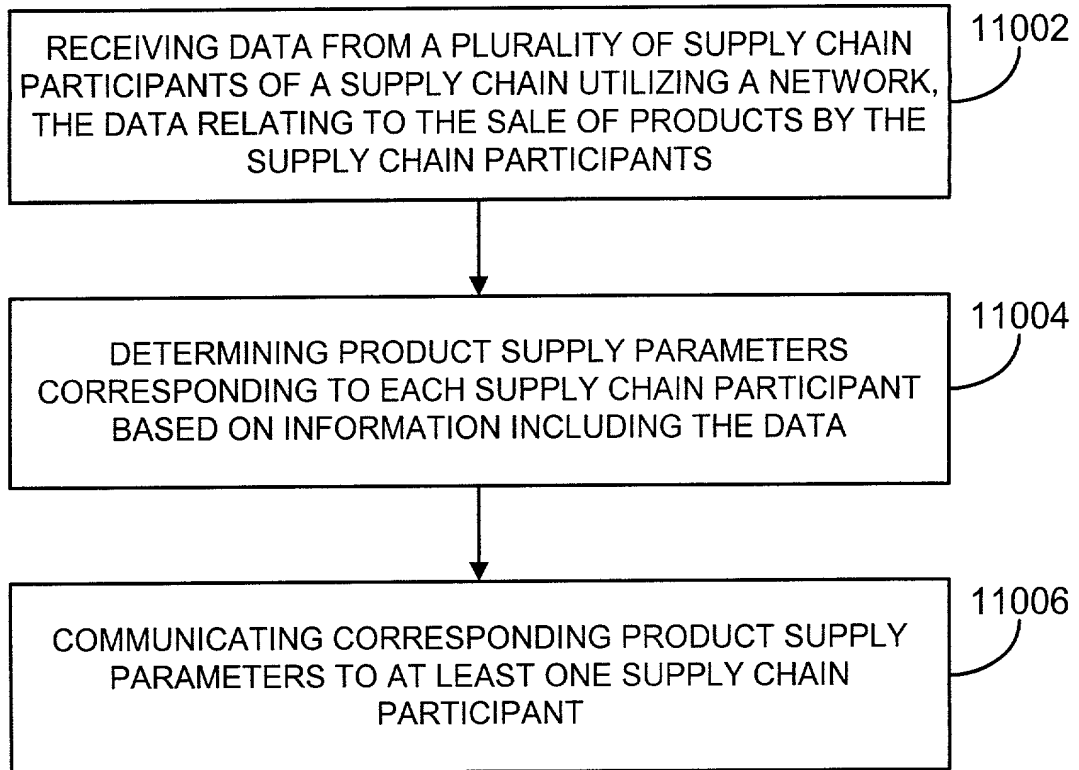 RECEIVING DATA FROM A PLURALITY OF SUPPLY CHAIN
PARTICIPANTS OF A SUPPLY CHAIN UTILIZING A NETWORK,
THE DATA RELATING TO THE SALE OF PRODUCTS BY THE
SUPPLY CHAIN PARTICIPANTS
11002
DETERMINING PRODUCT SUPPLY PARAMETERS
CORRESPONDING TO EACH SUPPLY CHAIN PARTICIPANT
BASED ON INFORMATION INCLUDING THE DATA
11004
COMMUNICATING CORRESPONDING PRODUCT SUPPLY
PARAMETERS TO AT LEAST ONE SUPPLY CHAIN
PARTICIPANT
11006